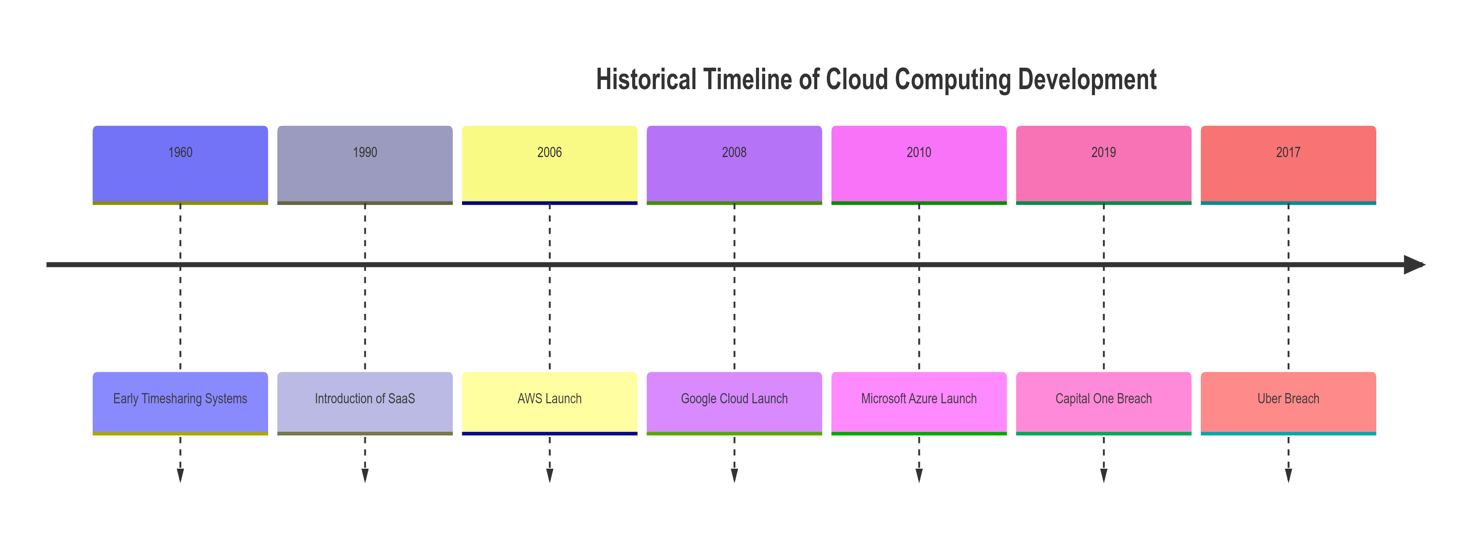 Historical Timeline of Cloud Computing Development
1960
1990
2006
2008
2010
2019
2017
Early Timesharing Systems
Introduction of SaaS
AWS Launch
Google Cloud Launch
Microsoft Azure Launch
Capital One Breach
Uber Breach